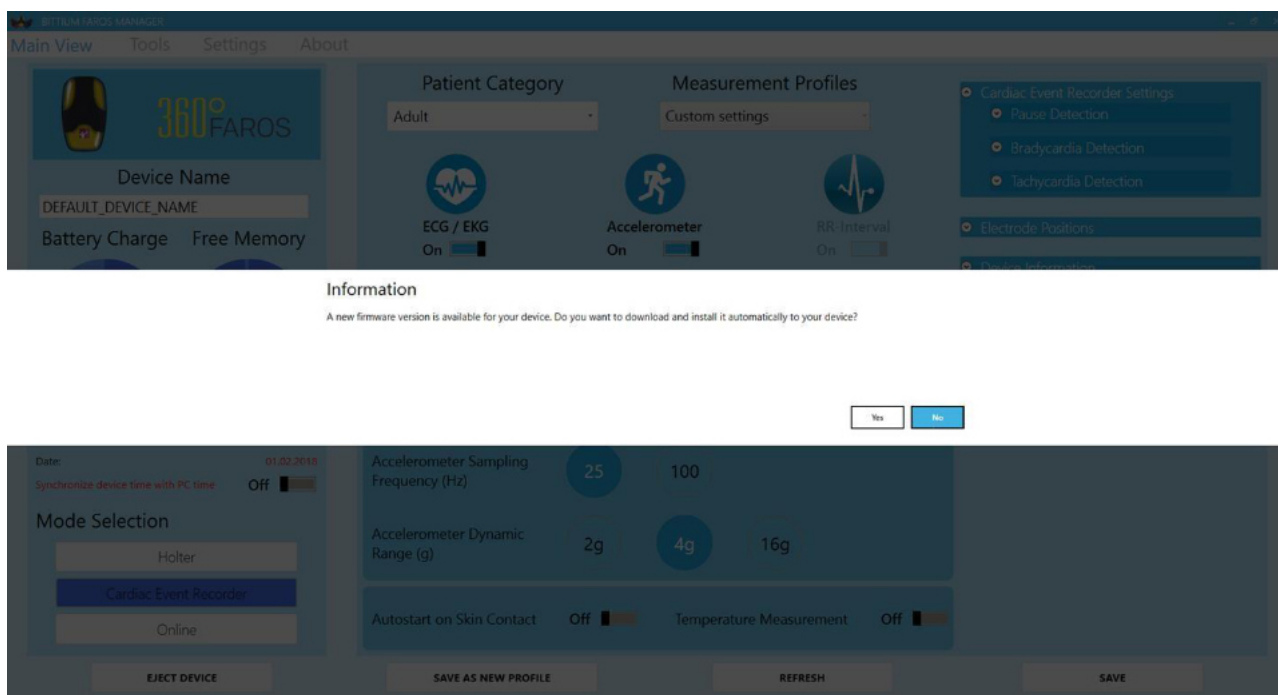 BITTIUM FAROS MANAGER
Main View Tools Settings About
360° FAROS
Device Name
DEFAULT_DEVICE_NAME
Battery Charge Free Memory
Patient Category Measurement Profiles
Adult Custom settings
ECG / EKG Accelerometer RR-Interval
On On On
Cardiac Event Recorder Settings
Pause Detection
Bradycardia Detection
Tachycardia Detection
Electrode Positions
Device Information
Information
A new firmware version is available for your device. Do you want to download and install it automatically to your device?
Yes No
Date: 01.02.2018
Synchronize device time with PC time Off
Mode Selection
Holter
Cardiac Event Recorder
Online
Accelerometer Sampling
Frequency (Hz)
25 100
Accelerometer Dynamic
Range (g)
2g 4g 16g
Autostart on Skin Contact Off Temperature Measurement Off
EJECT DEVICE SAVE AS NEW PROFILE REFRESH SAVE